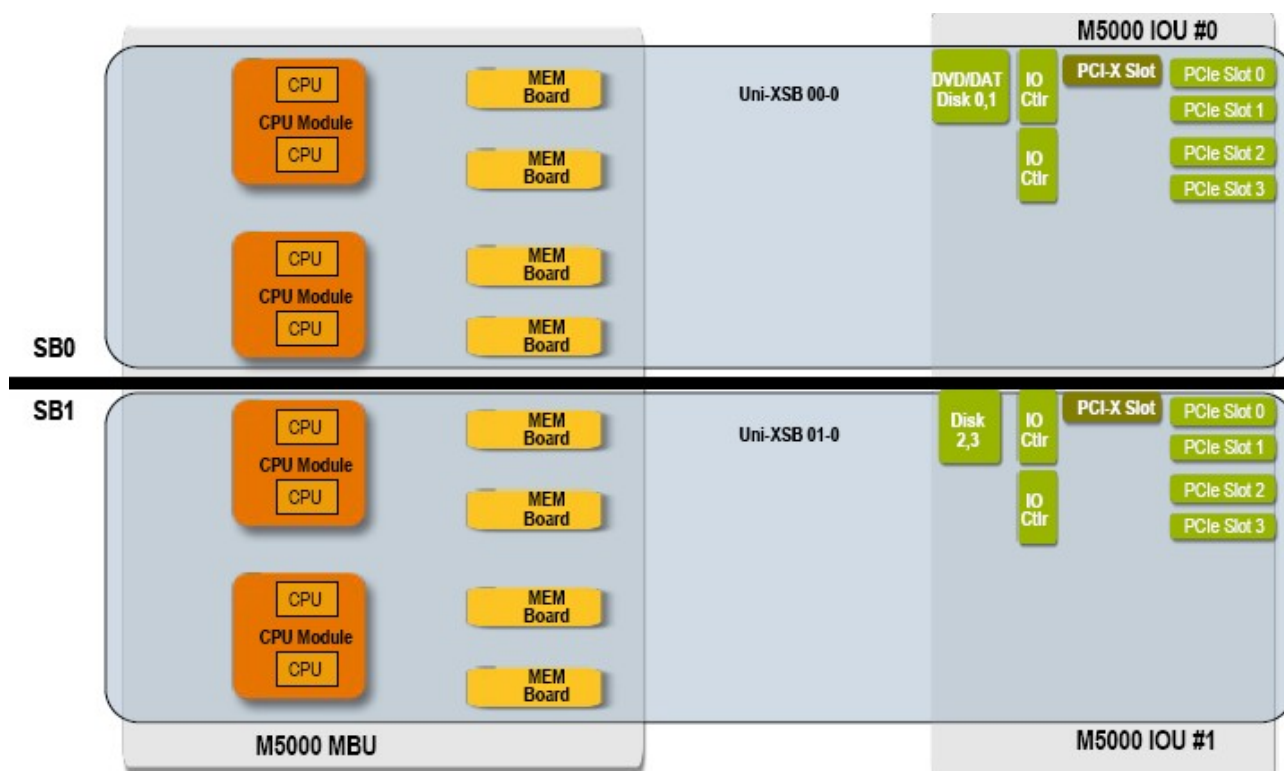 M5000 IOU #0
CPU
CPU Module
CPU
MEM
Board
MEM
Board
Uni-XSB 00-0
DVD/DAT
Disk 0,1
IO
Ctlr
IO
Ctlr
PCI-X Slot
PCIe Slot 0
PCIe Slot 1
PCIe Slot 2
PCIe Slot 3
CPU
CPU Module
CPU
MEM
Board
MEM
Board
SB0
SB1
CPU
CPU Module
CPU
MEM
Board
MEM
Board
Uni-XSB 01-0
Disk
2,3
IO
Ctlr
IO
Ctlr
PCI-X Slot
PCIe Slot 0
PCIe Slot 1
PCIe Slot 2
PCIe Slot 3
CPU
CPU Module
CPU
MEM
Board
MEM
Board
M5000 MBU
M5000 IOU #1